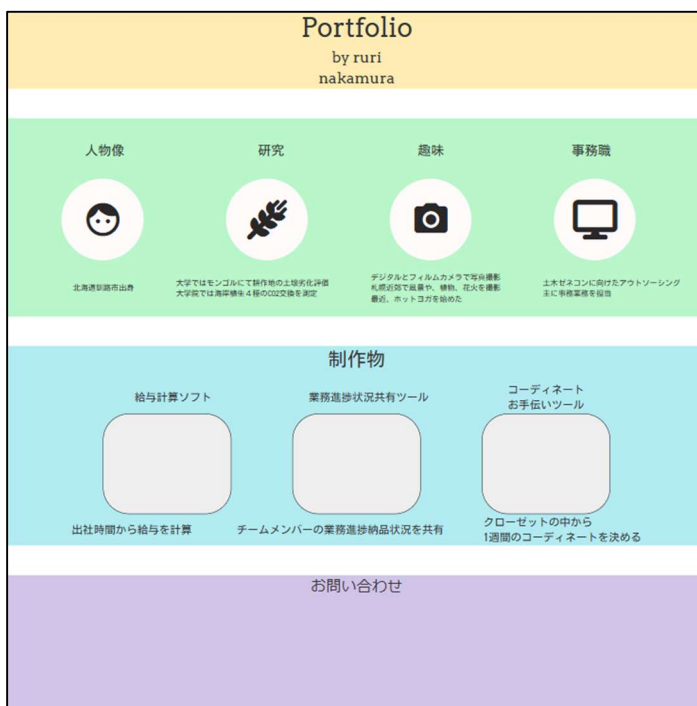 Portfolio
by ruri
nakamura
人物像
研究
趣味
事務職
北海道釧路市出身
大学ではモンゴルにて耕作地の土壌劣化評価
大学院では海岸植生４種のCO2交換を測定
デジタルとフィルムカメラで写真撮影
札幌近郊で風景や、植物、花火を撮影
最近、ホットヨガを始めた
土木ゼネコンに向けたアウトソーシング
主に事務業務を担当
制作物
給与計算ソフト
業務進捗状況共有ツール
コーディネート
お手伝いツール
出社時間から給与を計算
チームメンバーの業務進捗納品状況を共有
クローゼットの中から
1週間のコーディネートを決める
お問い合わせ